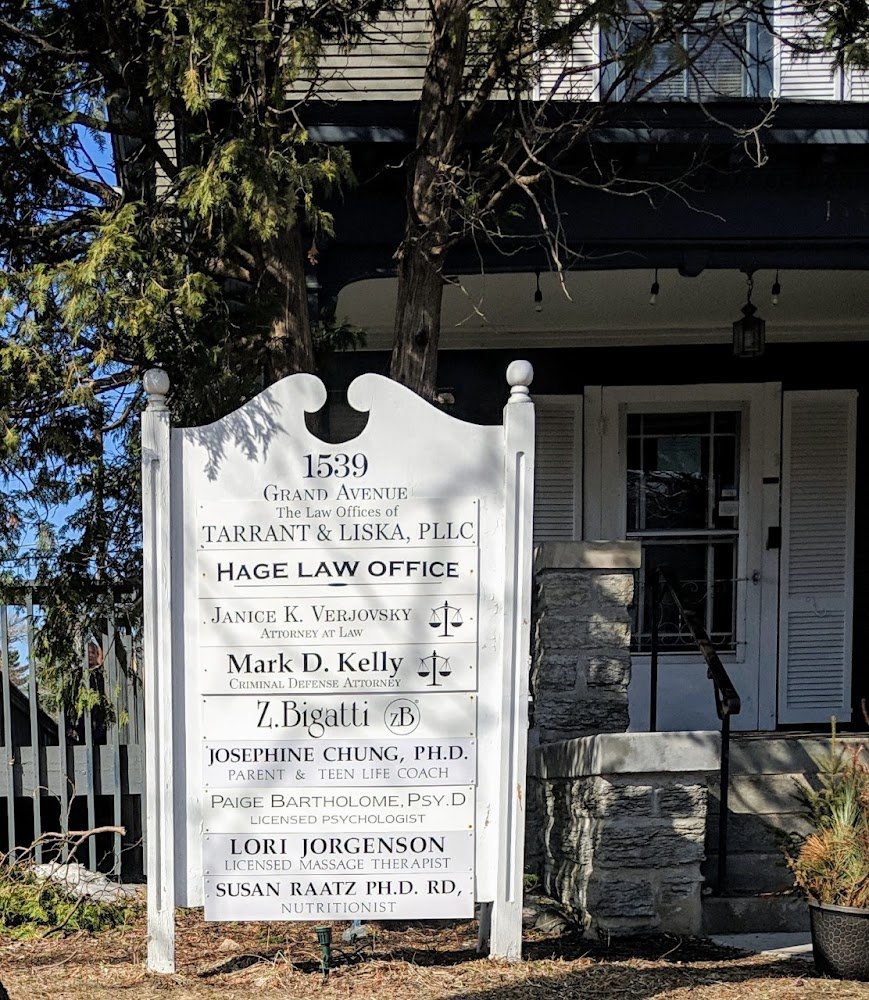 1539
GRAND AVENUE
The Law Offices of
TARRANT & LISKA, PLLC
HAGE LAW OFFICE
JANICE K. VERJOVSKY
ATTORNEY AT LAW
Mark D. Kelly
CRIMINAL DEFENSE ATTORNEY
Z.Bigatti zB
JOSEPHINE CHUNG, PH.D.
PARENT & TEEN LIFE COACH
PAIGE BARTHOLOME, PSY.D
LICENSED PSYCHOLOGIST
LORI JORGENSON
LICENSED MASSAGE THERAPIST
SUSAN RAATZ PH.D. RD,
NUTRITIONIST